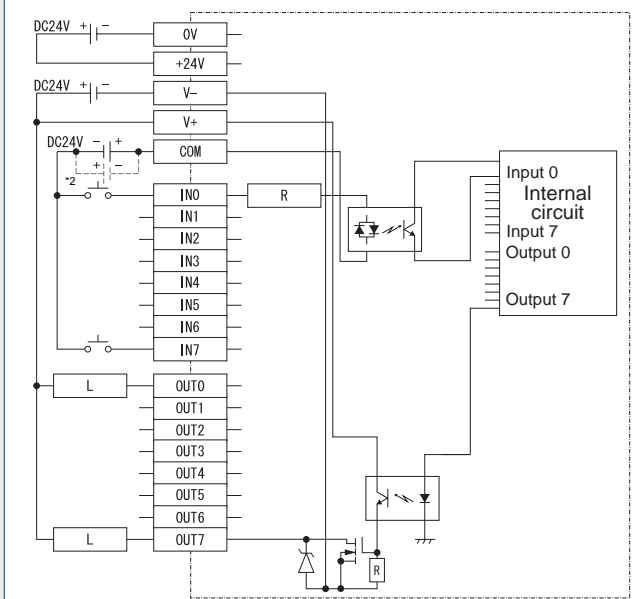 DC24V + − 0V
+24V
DC24V + − V−
V+
DC24V − + COM
+ −
*2
IN0 R
IN1
IN2
IN3
IN4
IN5
IN6
IN7
Input 0
Internal
circuit
Input 7
Output 0
Output 7
L OUT0
OUT1
OUT2
OUT3
OUT4
OUT5
OUT6
L OUT7
R